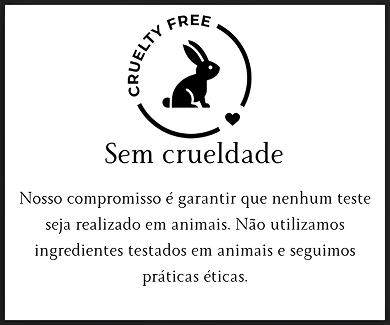 CRUELTY FREE
Sem crueldade
Nosso compromisso é garantir que nenhum teste
seja realizado em animais. Não utilizamos
ingredientes testados em animais e seguimos
práticas éticas.